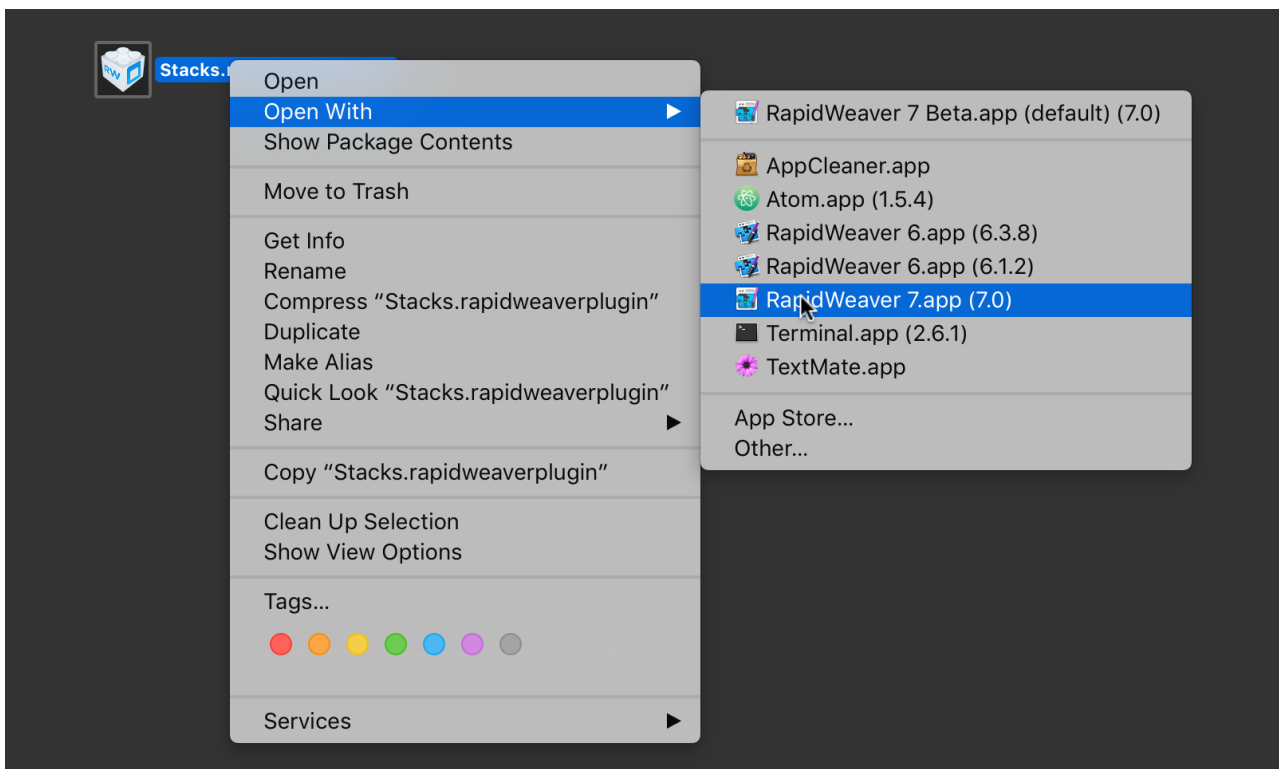 Stacks.r
Open
Open With
Show Package Contents
Move to Trash
Get Info
Rename
Compress “Stacks.rapidweaverplugin”
Duplicate
Make Alias
Quick Look “Stacks.rapidweaverplugin”
Share
Copy “Stacks.rapidweaverplugin”
Clean Up Selection
Show View Options
Tags...
Services
RapidWeaver 7 Beta.app (default) (7.0)
AppCleaner.app
Atom.app (1.5.4)
RapidWeaver 6.app (6.3.8)
RapidWeaver 6.app (6.1.2)
RapidWeaver 7.app (7.0)
Terminal.app (2.6.1)
TextMate.app
App Store...
Other...